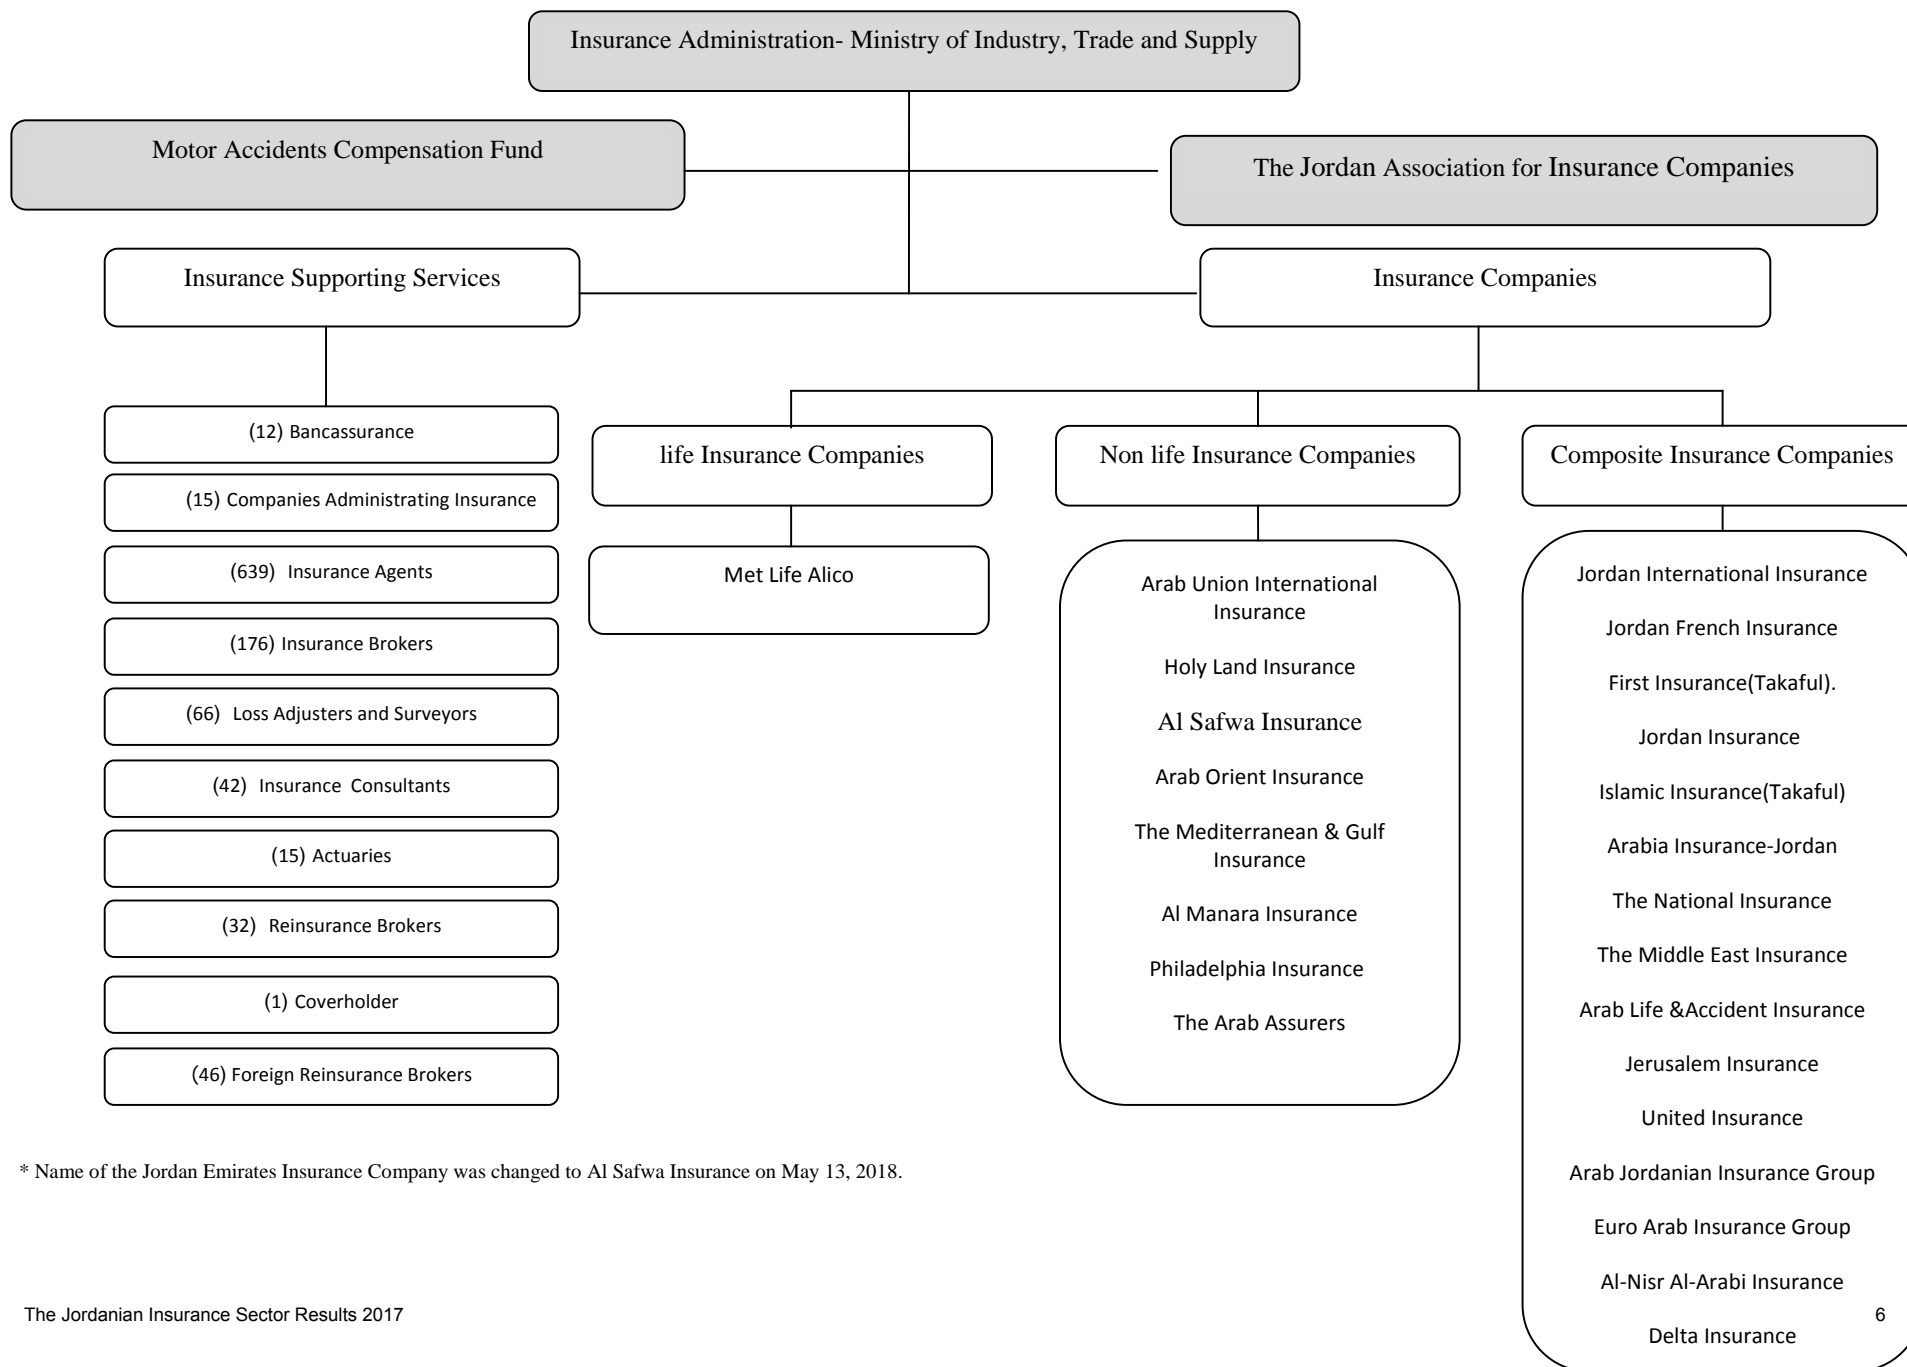 Insurance Administration- Ministry of Industry, Trade and Supply
Motor Accidents Compensation Fund
The Jordan Association for Insurance Companies
Insurance Supporting Services
Insurance Companies
(12) Bancassurance
(15) Companies Administrating Insurance
(639) Insurance Agents
(176) Insurance Brokers
(66) Loss Adjusters and Surveyors
(42) Insurance Consultants
(15) Actuaries
(32) Reinsurance Brokers
(1) Coverholder
(46) Foreign Reinsurance Brokers
life Insurance Companies
Met Life Alico
Non life Insurance Companies
Arab Union International
Insurance
Holy Land Insurance
Al Safwa Insurance
Arab Orient Insurance
The Mediterranean & Gulf
Insurance
Al Manara Insurance
Philadelphia Insurance
The Arab Assurers
Composite Insurance Companies
Jordan International Insurance
Jordan French Insurance
First Insurance(Takaful).
Jordan Insurance
Islamic Insurance(Takaful)
Arabia Insurance-Jordan
The National Insurance
The Middle East Insurance
Arab Life &Accident Insurance
Jerusalem Insurance
United Insurance
Arab Jordanian Insurance Group
Euro Arab Insurance Group
Al-Nisr Al-Arabi Insurance
Delta Insurance
* Name of the Jordan Emirates Insurance Company was changed to Al Safwa Insurance on May 13, 2018.
The Jordanian Insurance Sector Results 2017
6